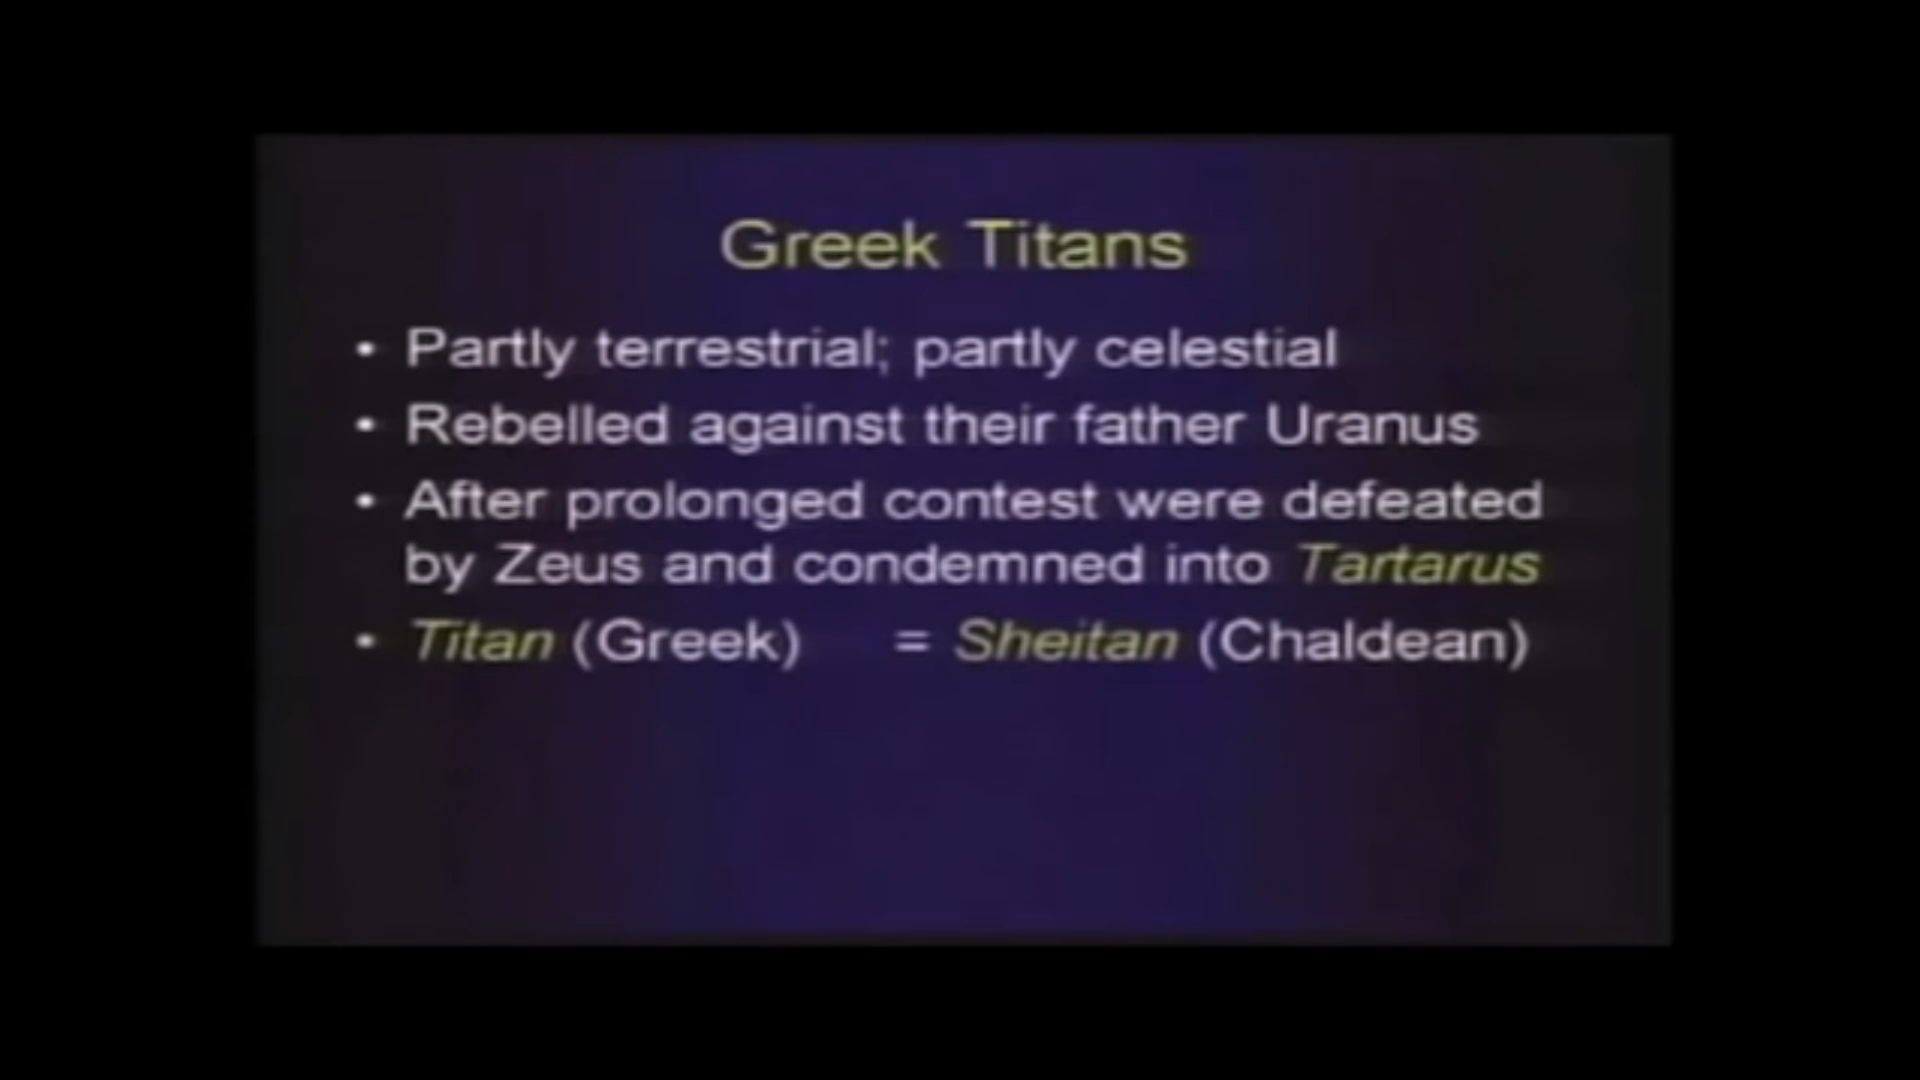 Greek Titans
• Partly terrestrial; partly celestial
• Rebelled against their father Uranus
• After prolonged contest were defeated
by Zeus and condemned into Tartarus
• Titan (Greek) = Sheitan (Chaldean)